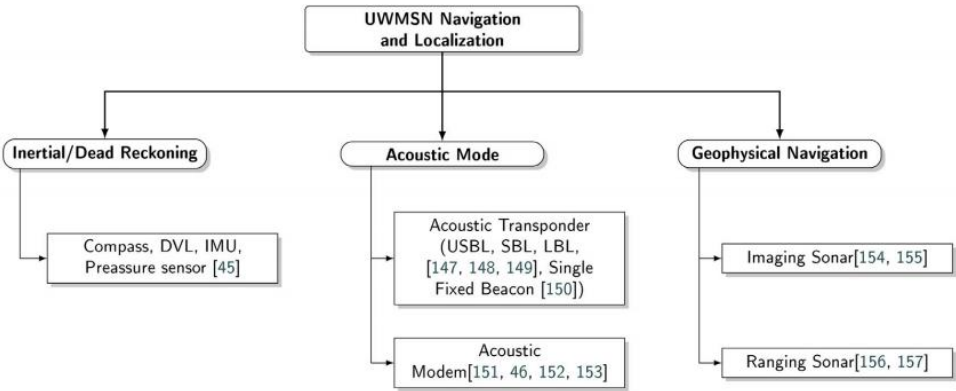 UWMSN Navigation
and Localization
Inertial/Dead Reckoning
Acoustic Mode
Geophysical Navigation
Compass, DVL, IMU,
Preassure sensor [45]
Acoustic Transponder
(USBL, SBL, LBL,
[147, 148, 149], Single
Fixed Beacon [150])
Imaging Sonar[154, 155]
Acoustic
Modem[151, 46, 152, 153]
Ranging Sonar[156, 157]